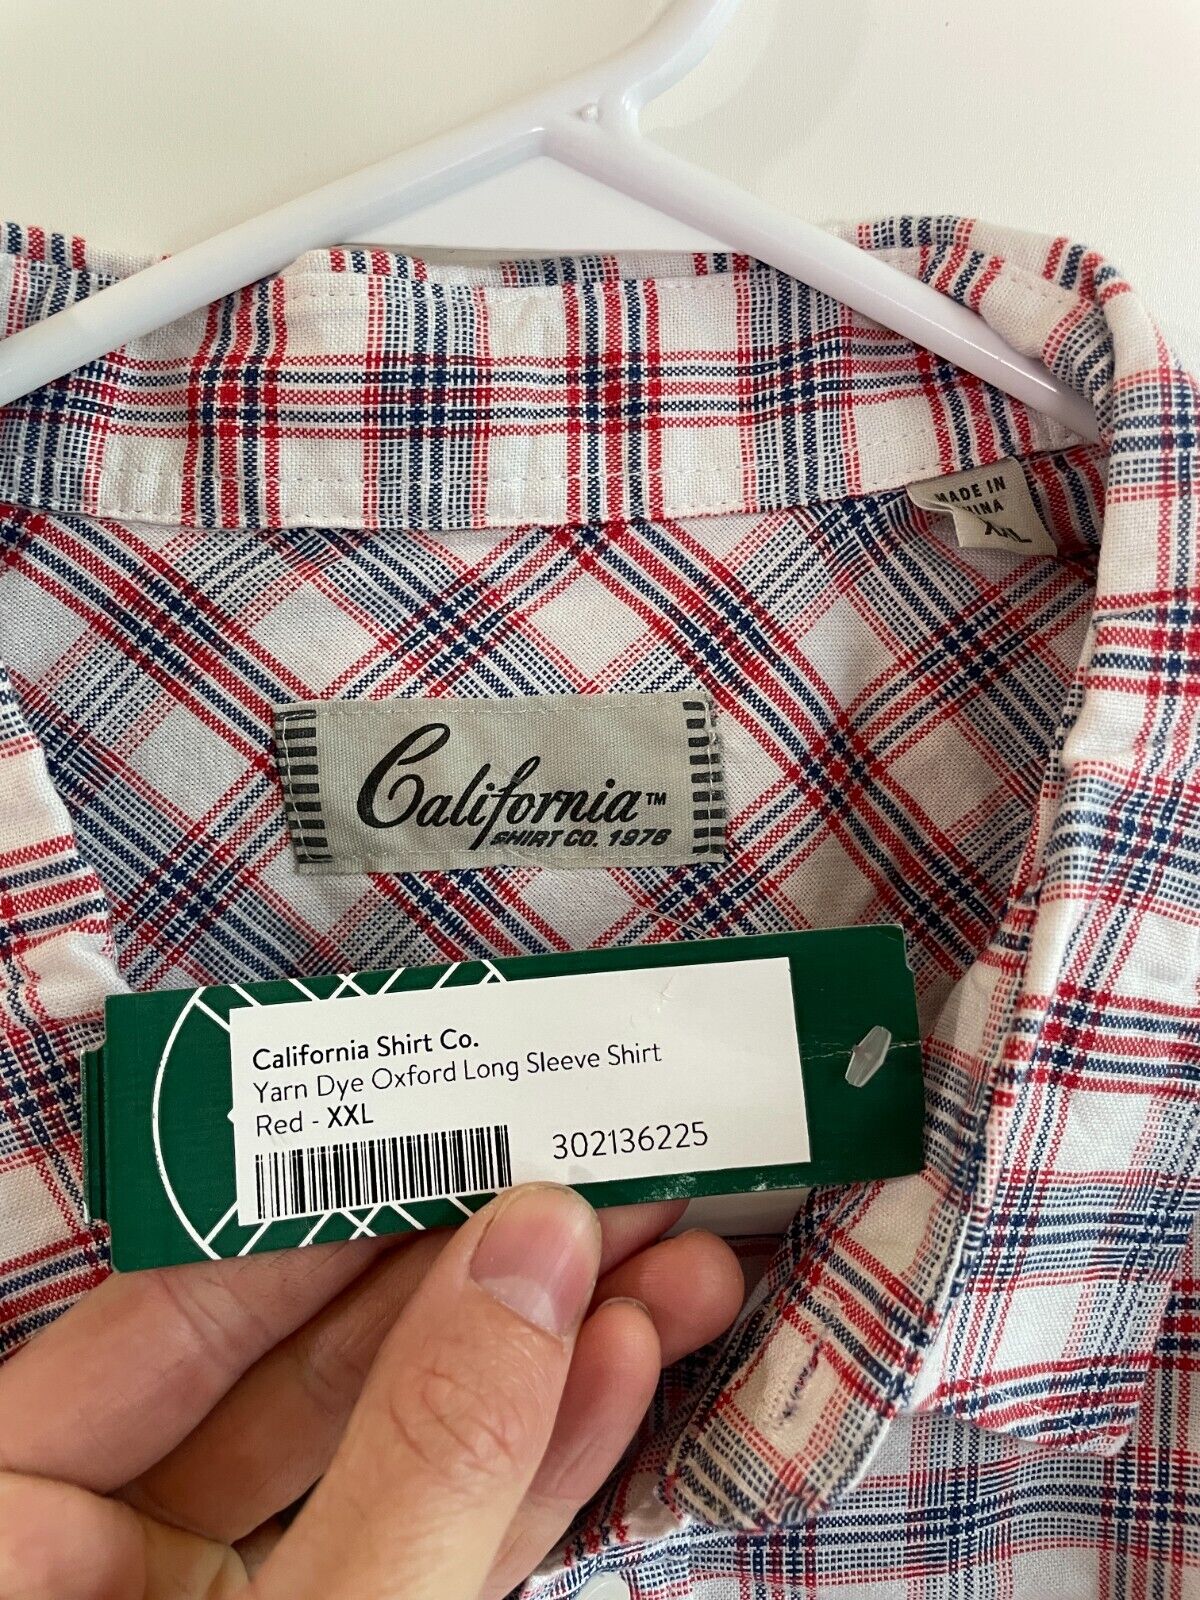 MADE IN
CHINA
XXL
California™
SHIRT CO. 1976
California Shirt Co.
Yarn Dye Oxford Long Sleeve Shirt
Red - XXL
302136225